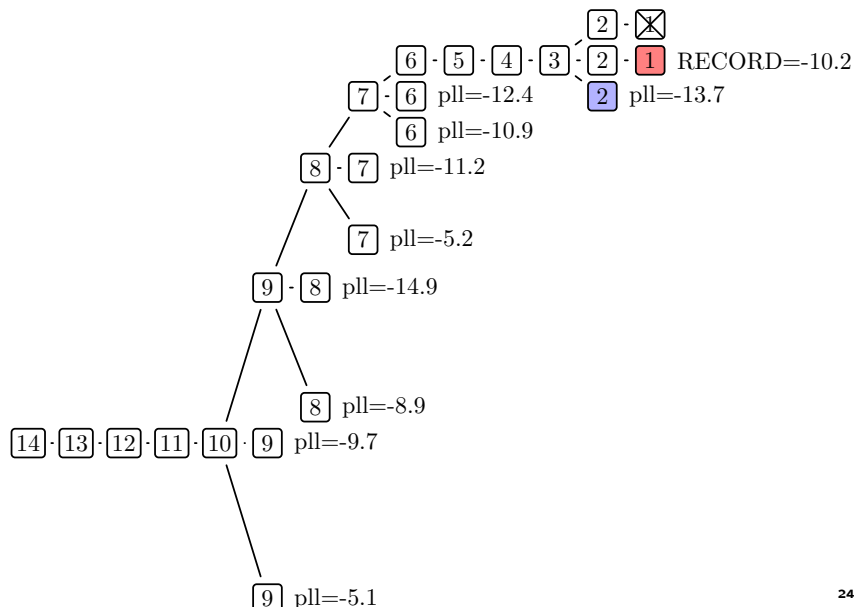 2 1
6 5 4 3 2 1 RECORD=-10.2
7 6 pll=-12.4 2 pll=-13.7
6 pll=-10.9
8 7 pll=-11.2
7 pll=-5.2
9 8 pll=-14.9
8 pll=-8.9
14 13 12 11 10 9 pll=-9.7
9 pll=-5.1
24